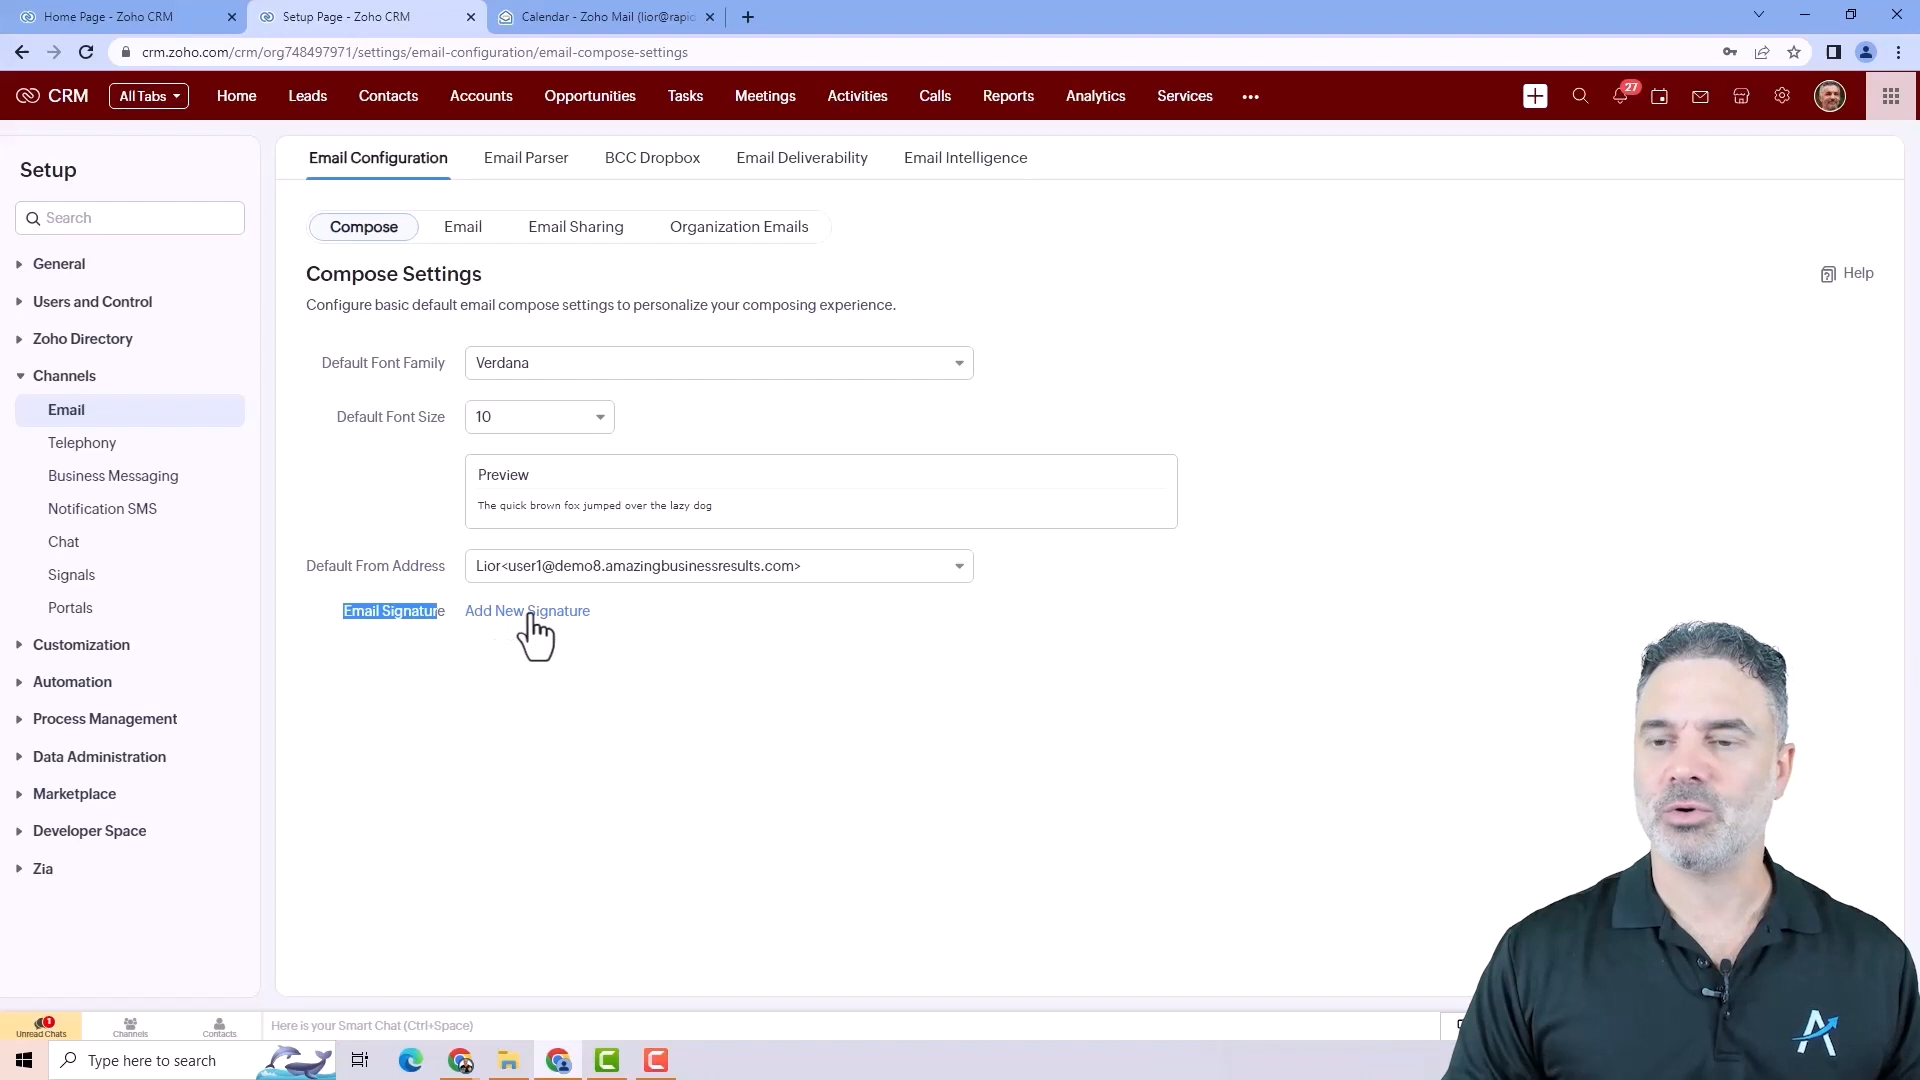 Home Page - Zoho CRM
Setup Page - Zoho CRM
Calendar - Zoho Mail (lior@rapid
crm.zoho.com/crm/org748497971/settings/email-configuration/email-compose-settings
CRM
All Tabs
Home
Leads
Contacts
Accounts
Opportunities
Tasks
Meetings
Activities
Calls
Reports
Analytics
Services
27
Setup
Search
General
Users and Control
Zoho Directory
Channels
Email
Telephony
Business Messaging
Notification SMS
Chat
Signals
Portals
Customization
Automation
Process Management
Data Administration
Marketplace
Developer Space
Zia
Email Configuration
Email Parser
BCC Dropbox
Email Deliverability
Email Intelligence
Compose
Email
Email Sharing
Organization Emails
Compose Settings
Help
Configure basic default email compose settings to personalize your composing experience.
Default Font Family
Verdana
Default Font Size
10
Preview
The quick brown fox jumped over the lazy dog
Default From Address
Lior<user1@demo8.amazingbusinessresults.com>
Email Signature
Add New Signature
1
Unread Chats
Channels
Contacts
Here is your Smart Chat (Ctrl+Space)
Type here to search